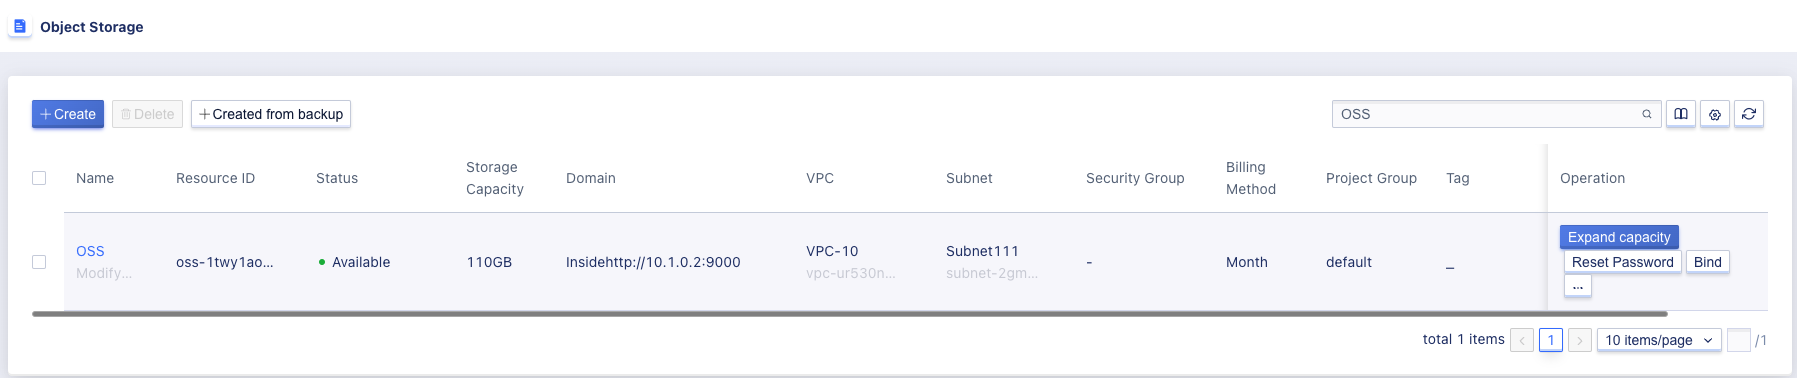 Object Storage
Create Delete Created from backup OSS
Name Resource ID Status Storage Capacity Domain VPC Subnet Security Group Billing Method Project Group Tag Operation
OSS oss-1twy1ao... Available 110GB Insidehttp://10.1.0.2:9000 VPC-10 Subnet111 - Month default _ Expand capacity
Modify... vpc-ur530n... subnet-2gm... Reset Password Bind
...
total 1 items 1 10 items/page /1